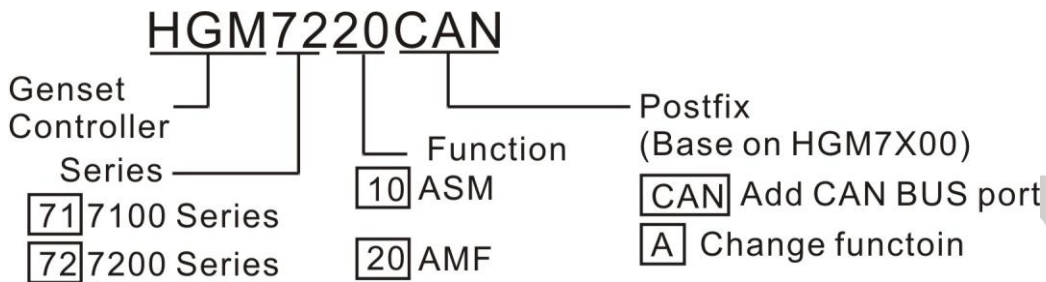 HGM7220CAN
Genset
Controller
Series
71 7100 Series
72 7200 Series
Function
10 ASM
20 AMF
Postfix
(Base on HGM7X00)
CAN Add CAN BUS port
A Change functoin